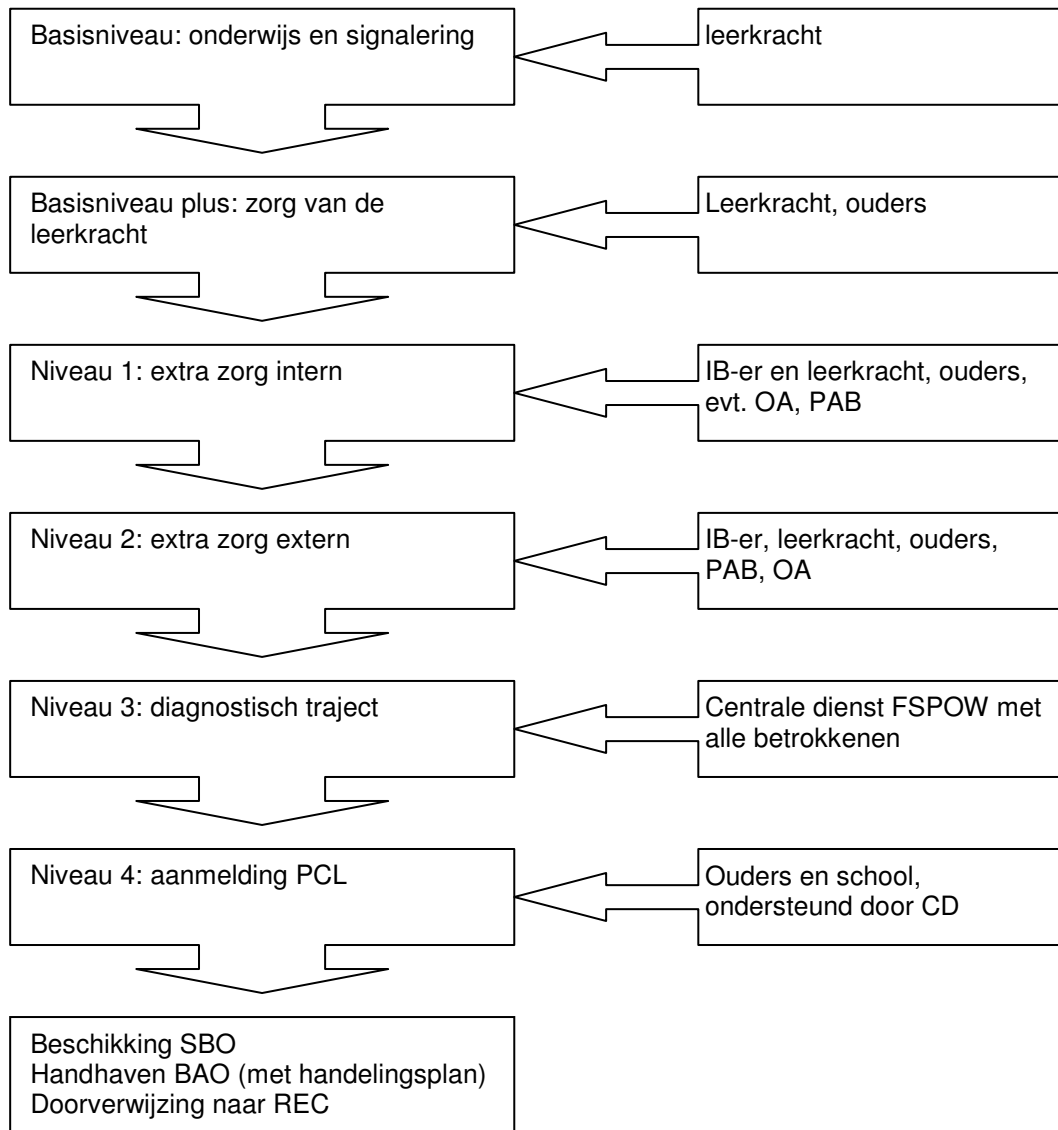 Basisniveau: onderwijs en signalering
leerkracht
Basisniveau plus: zorg van de
leerkracht
Leerkracht, ouders
Niveau 1: extra zorg intern
IB-er en leerkracht, ouders,
evt. OA, PAB
Niveau 2: extra zorg extern
IB-er, leerkracht, ouders,
PAB, OA
Niveau 3: diagnostisch traject
Centrale dienst FSPOW met
alle betrokkenen
Niveau 4: aanmelding PCL
Ouders en school,
ondersteund door CD
Beschikking SBO
Handhaven BAO (met handelingsplan)
Doorverwijzing naar REC